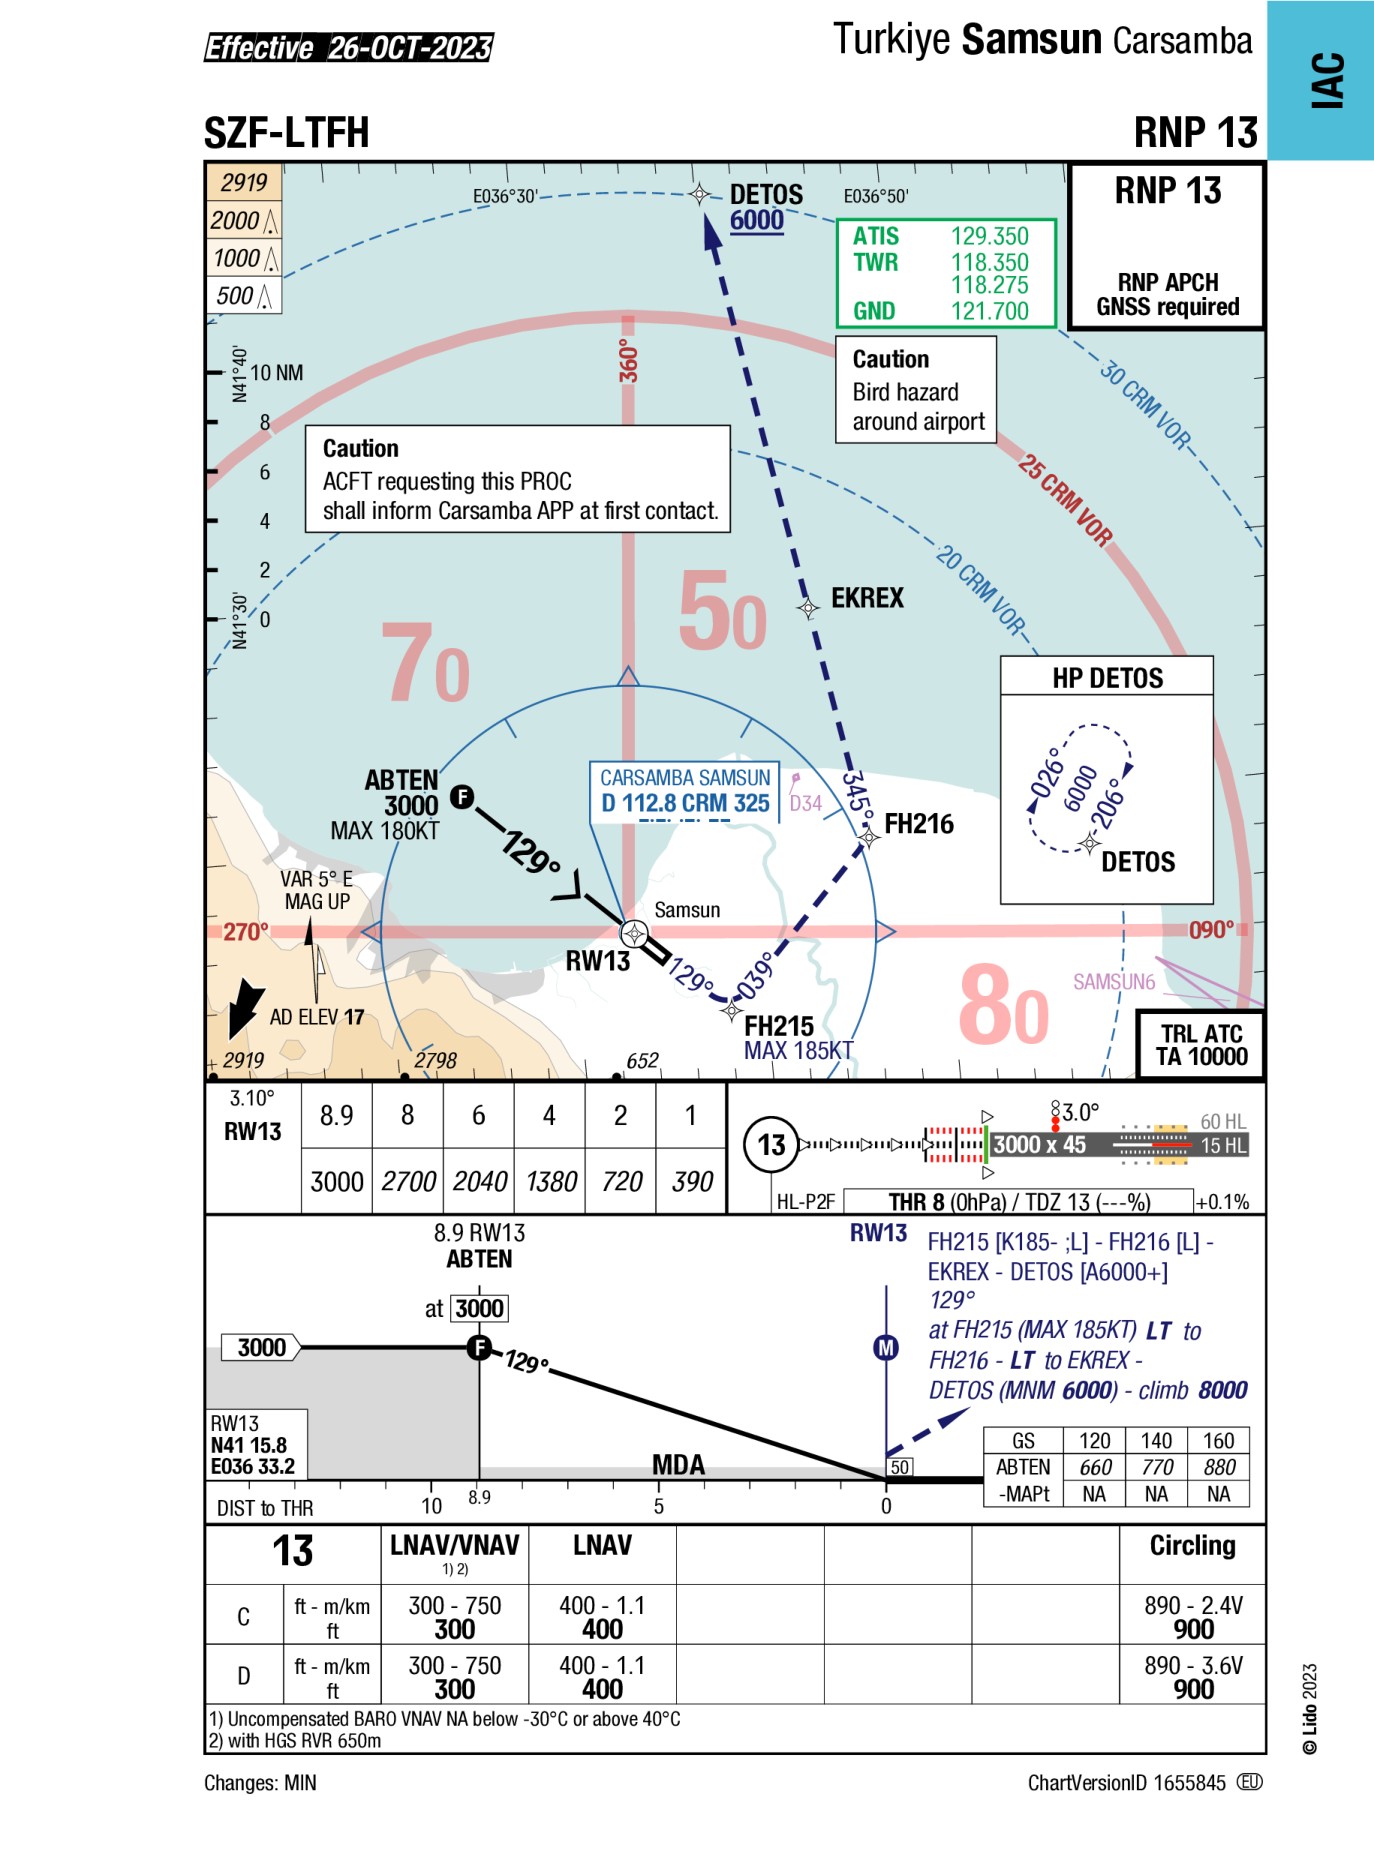 Effective 26-OCT-2023
Turkiye Samsun Carsamba
IAC
SZF-LTFH
RNP 13
2919
2000
1000
500
E036°30'
DETOS
6000
E036°50'
ATIS 129.350
TWR 118.350
118.275
GND 121.700
RNP 13
RNP APCH
GNSS required
Caution
Bird hazard
around airport
360°
N41°40'
10 NM
8
6
4
2
0
N41°30'
30 CRM VOR
25 CRM VOR
20 CRM VOR
Caution
ACFT requesting this PROC
shall inform Carsamba APP at first contact.
70
50
80
EKREX
HP DETOS
026°
6000
206°
DETOS
ABTEN
3000
MAX 180KT
F
129°
CARSAMBA SAMSUN
D 112.8 CRM 325
D34
345°
FH216
VAR 5° E
MAG UP
270°
090°
Samsun
RW13
129°
039°
FH215
MAX 185KT
SAMSUN6
AD ELEV 17
2919
2798
652
TRL ATC
TA 10000
3.10°
RW13
8.9 8 6 4 2 1
3000 2700 2040 1380 720 390
13
3.0°
3000 x 45
60 HL
15 HL
HL-P2F
THR 8 (0hPa) / TDZ 13 (---%)
+0.1%
8.9 RW13
ABTEN
at 3000
3000
F
129°
RW13
M
FH215 [K185- ;L] - FH216 [L] -
EKREX - DETOS [A6000+]
129°
at FH215 (MAX 185KT) LT to
FH216 - LT to EKREX -
DETOS (MNM 6000) - climb 8000
RW13
N41 15.8
E036 33.2
MDA
50
DIST to THR
10
8.9
5
0
GS 120 140 160
ABTEN 660 770 880
-MAPt NA NA NA
13 LNAV/VNAV LNAV Circling
1) 2)
C ft - m/km 300 - 750 400 - 1.1 890 - 2.4V
ft 300 400 900
D ft - m/km 300 - 750 400 - 1.1 890 - 3.6V
ft 300 400 900
1) Uncompensated BARO VNAV NA below -30°C or above 40°C
2) with HGS RVR 650m
© Lido 2023
Changes: MIN
ChartVersionID 1655845 EU